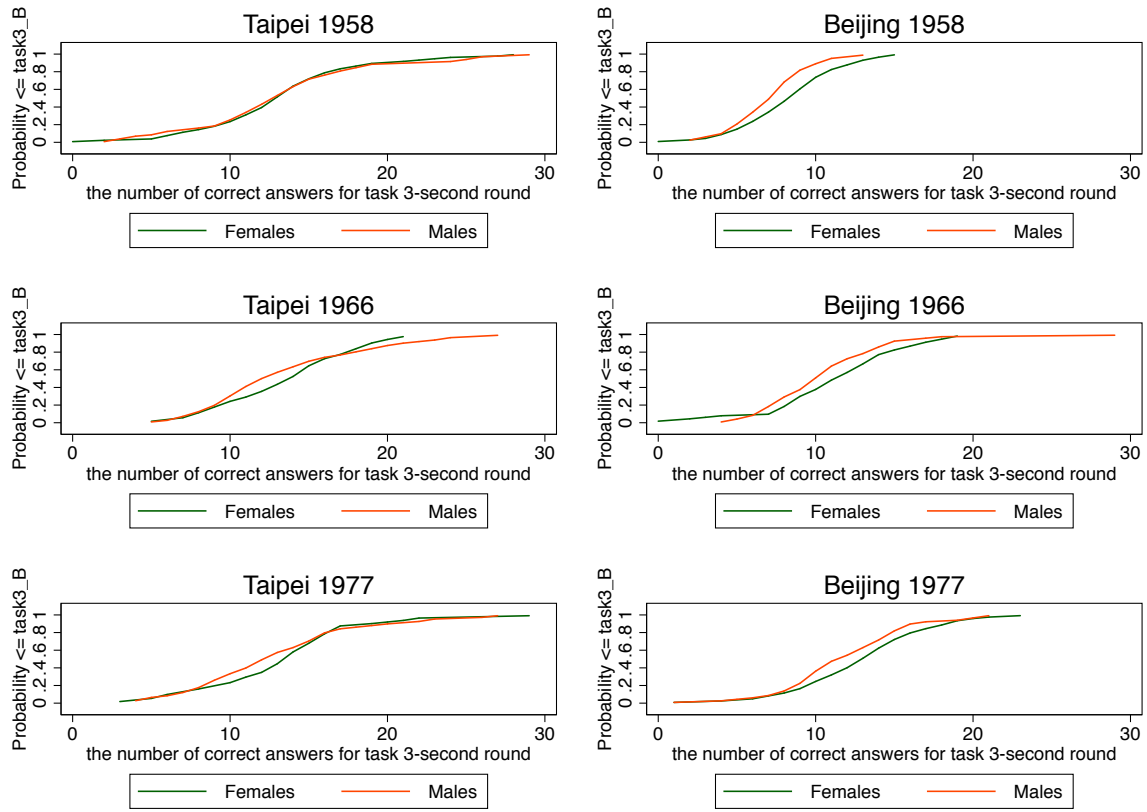 Taipei 1958
Probability <= task3_B
0 .2 .4 .6 .8 1
0 10 20 30
the number of correct answers for task 3-second round
Females Males
Beijing 1958
Probability <= task3_B
0 .2 .4 .6 .8 1
0 10 20 30
the number of correct answers for task 3-second round
Females Males
Taipei 1966
Probability <= task3_B
0 .2 .4 .6 .8 1
0 10 20 30
the number of correct answers for task 3-second round
Females Males
Beijing 1966
Probability <= task3_B
0 .2 .4 .6 .8 1
0 10 20 30
the number of correct answers for task 3-second round
Females Males
Taipei 1977
Probability <= task3_B
0 .2 .4 .6 .8 1
0 10 20 30
the number of correct answers for task 3-second round
Females Males
Beijing 1977
Probability <= task3_B
0 .2 .4 .6 .8 1
0 10 20 30
the number of correct answers for task 3-second round
Females Males